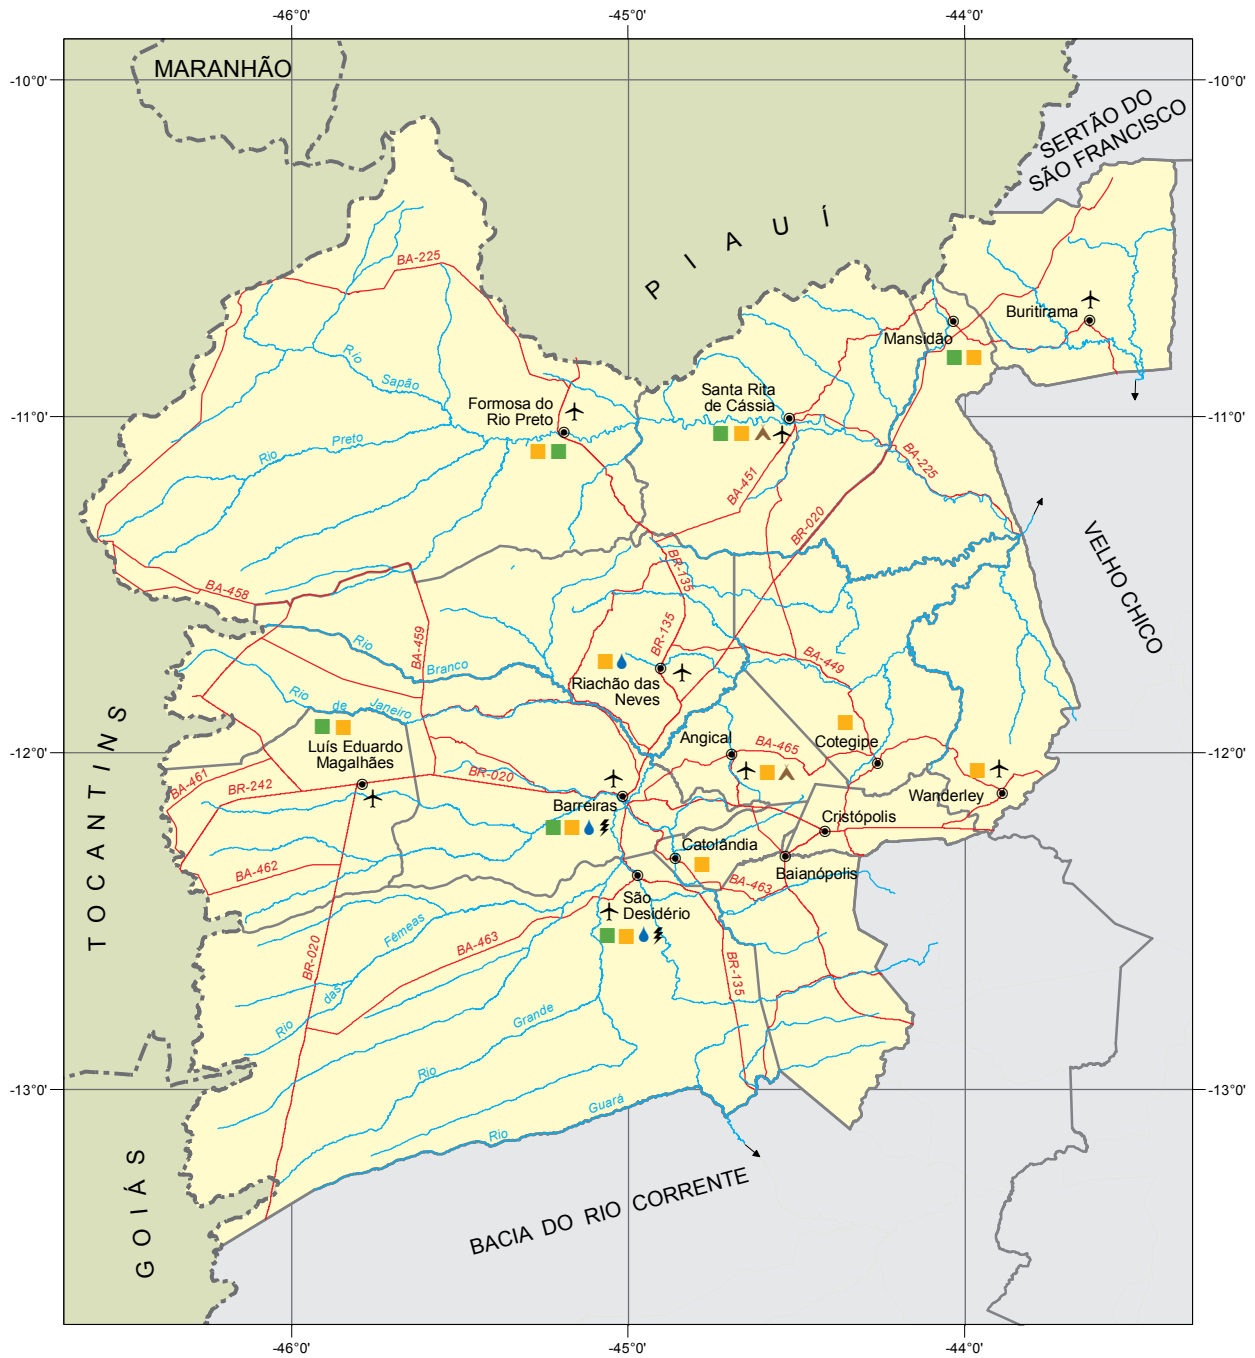 -46°0'
-45°0'
-44°0'
-10°0'
-10°0'
MARANHÃO
SERTÃO DO
SÃO FRANCISCO
P I A U Í
BA-225
Buritirama
Mansidão
Rio
Sapão
Santa Rita
de Cássia
Formosa do
Rio Preto
-11°0'
-11°0'
Rio Preto
BA-225
BA-451
BR-020
VELHO CHICO
BR-135
BA-458
BA-459
BR-135
Rio Branco
BA-449
Riachão das
Neves
Rio de Janeiro
TOCANTINS
Angical
BA-465
Cotegipe
-12°0'
-12°0'
Luís Eduardo
Magalhães
BA-461
BR-242
BR-020
Barreiras
Wanderley
Cristópolis
Catolândia
Baianópolis
BA-462
BA-463
São
Desidério
Rio das Fêmeas
BA-463
BR-020
BR-135
Rio Grande
-13°0'
-13°0'
Rio Guará
GOIÁS
BACIA DO RIO CORRENTE
-46°0'
-45°0'
-44°0'